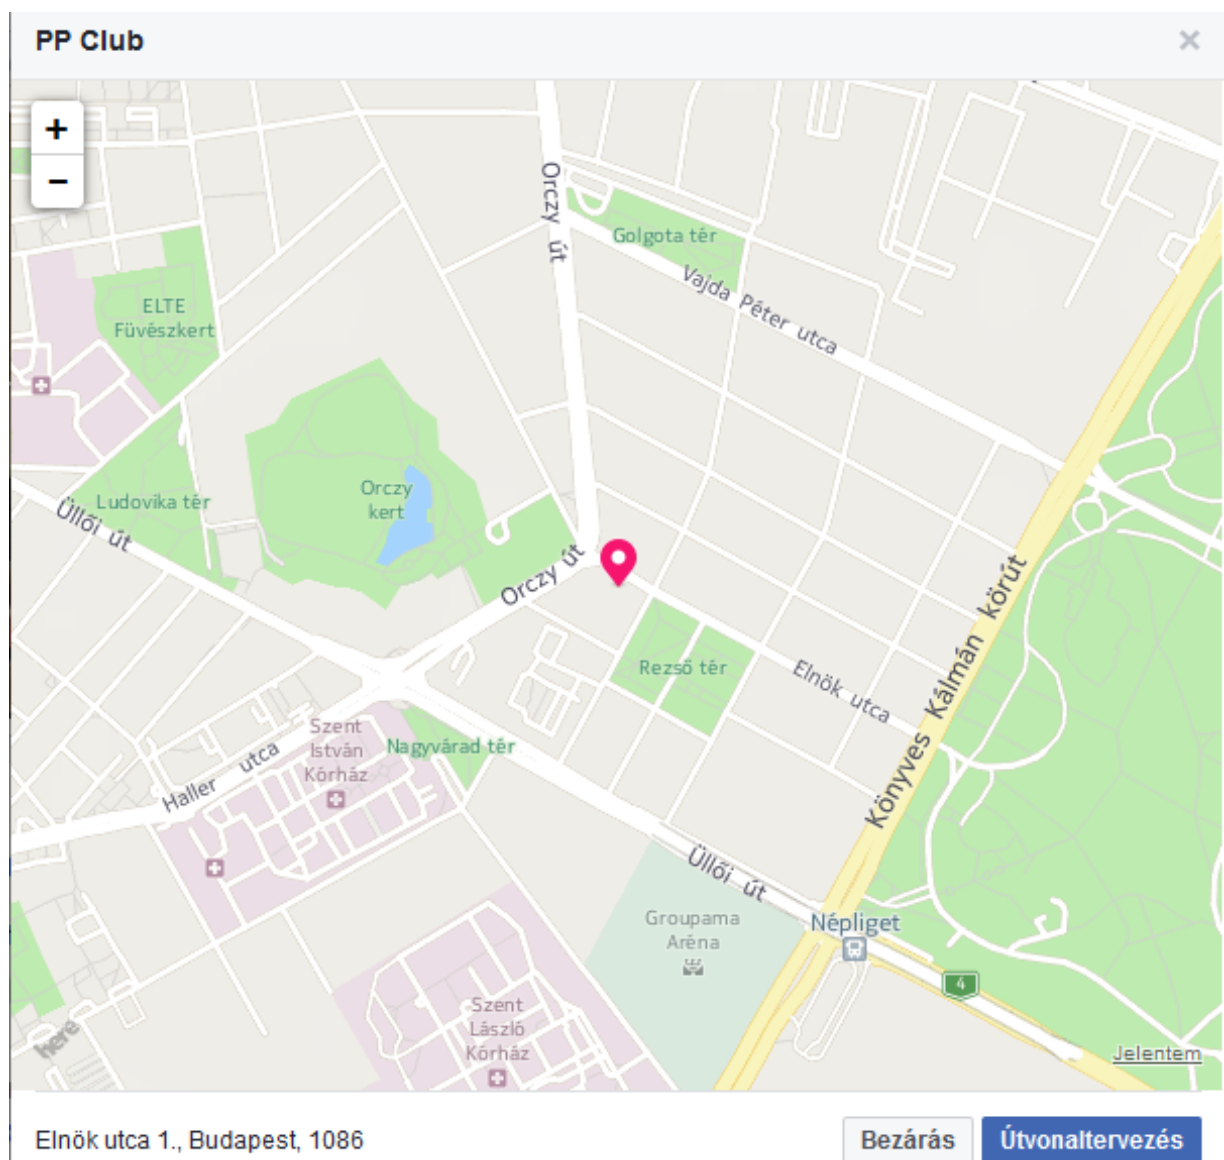 PP Club
×
+
−
Orczy út
Golgota tér
Vajda Péter utca
ELTE
Füvészkert
Orczy
kert
Ludovika tér
Üllői út
Orczy út
Könyves Kálmán körút
Rezső tér
Elnök utca
Szent
István
Kórház
Nagyvárad tér
Haller utca
Üllői út
Groupama
Aréna
Népliget
4
Szent
László
Kórház
here
Jelentem
Elnök utca 1., Budapest, 1086
Bezárás
Útvonaltervezés